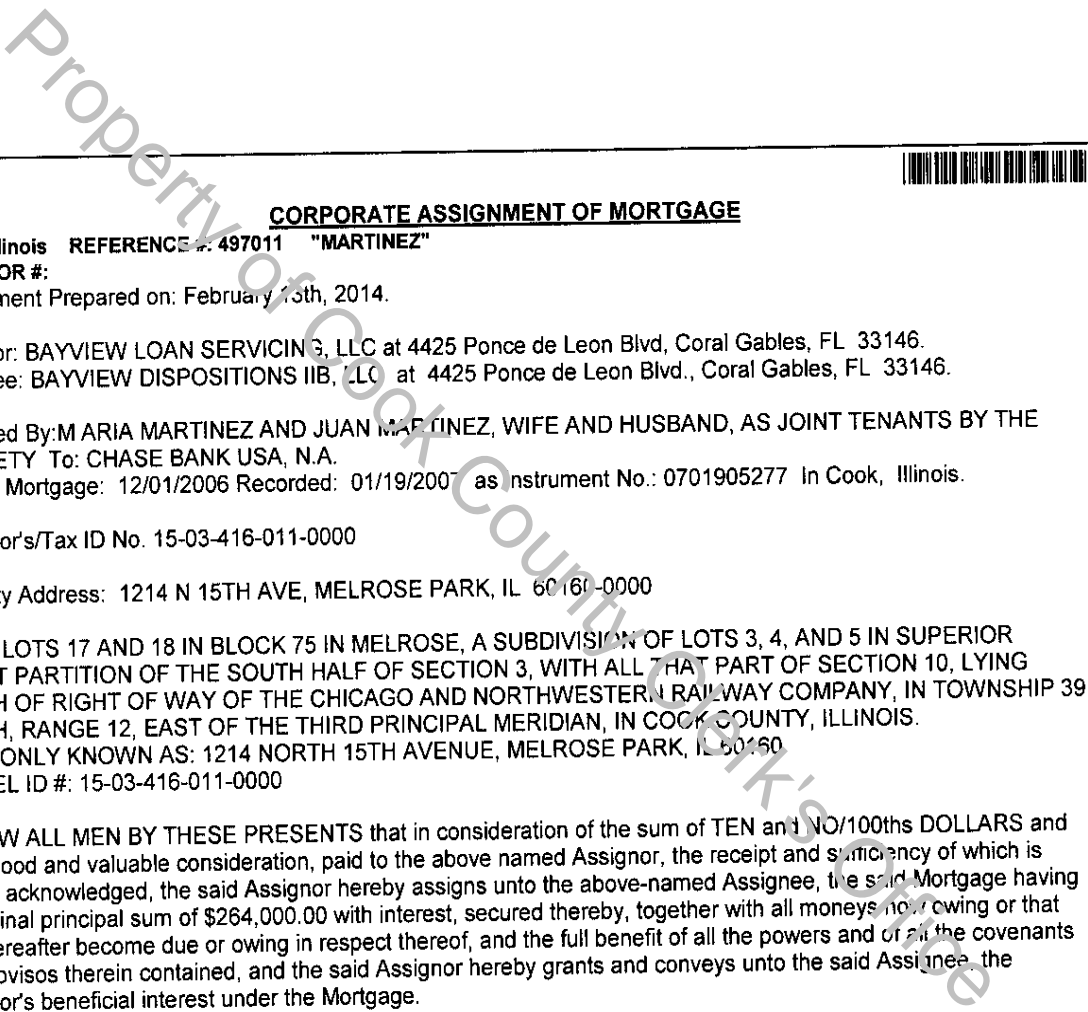 Property of Cook County Clerk's Office
CORPORATE ASSIGNMENT OF MORTGAGE
linois REFERENCE #: 497011 "MARTINEZ"
OR #:
ment Prepared on: February 13th, 2014.
or: BAYVIEW LOAN SERVICING, LLC at 4425 Ponce de Leon Blvd, Coral Gables, FL 33146.
ee: BAYVIEW DISPOSITIONS IIB, LLC at 4425 Ponce de Leon Blvd., Coral Gables, FL 33146.
ed By:M ARIA MARTINEZ AND JUAN MARTINEZ, WIFE AND HUSBAND, AS JOINT TENANTS BY THE
ETY To: CHASE BANK USA, N.A.
Mortgage: 12/01/2006 Recorded: 01/19/2007 as Instrument No.: 0701905277 In Cook, Illinois.
or's/Tax ID No. 15-03-416-011-0000
y Address: 1214 N 15TH AVE, MELROSE PARK, IL 60160-0000
LOTS 17 AND 18 IN BLOCK 75 IN MELROSE, A SUBDIVISION OF LOTS 3, 4, AND 5 IN SUPERIOR
T PARTITION OF THE SOUTH HALF OF SECTION 3, WITH ALL THAT PART OF SECTION 10, LYING
H OF RIGHT OF WAY OF THE CHICAGO AND NORTHWESTERN RAILWAY COMPANY, IN TOWNSHIP 39
H, RANGE 12, EAST OF THE THIRD PRINCIPAL MERIDIAN, IN COOK COUNTY, ILLINOIS.
ONLY KNOWN AS: 1214 NORTH 15TH AVENUE, MELROSE PARK, IL 60160
EL ID #: 15-03-416-011-0000
W ALL MEN BY THESE PRESENTS that in consideration of the sum of TEN and NO/100ths DOLLARS and
ood and valuable consideration, paid to the above named Assignor, the receipt and sufficiency of which is
acknowledged, the said Assignor hereby assigns unto the above-named Assignee, the said Mortgage having
inal principal sum of $264,000.00 with interest, secured thereby, together with all moneys now owing or that
ereafter become due or owing in respect thereof, and the full benefit of all the powers and of all the covenants
ovisos therein contained, and the said Assignor hereby grants and conveys unto the said Assignee, the
or's beneficial interest under the Mortgage.